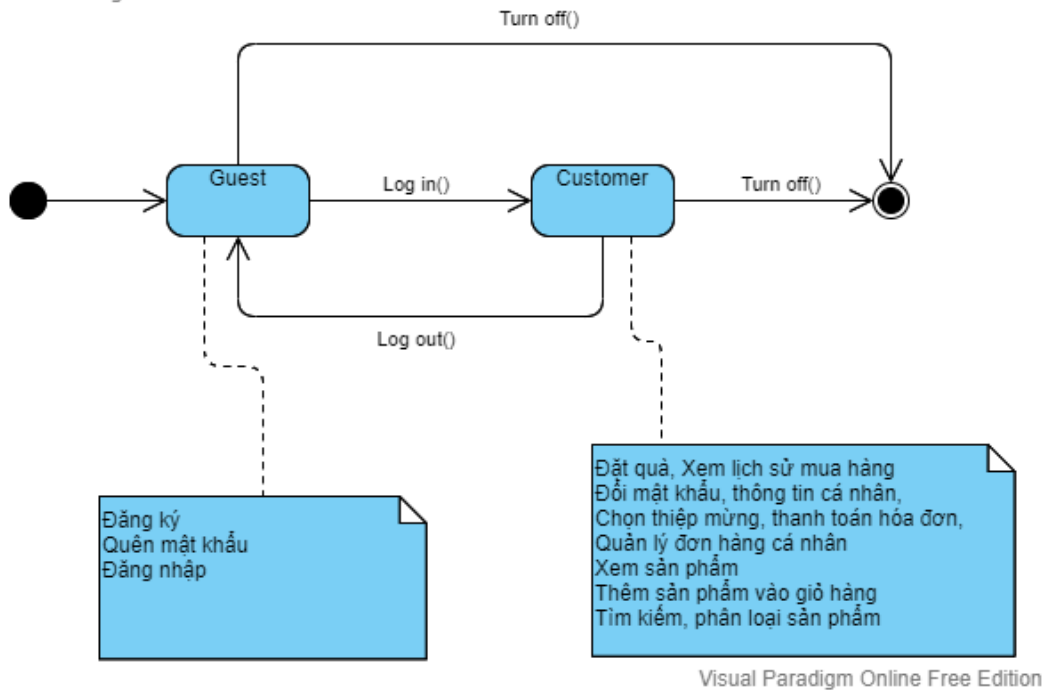 Turn off()
Guest
Log in()
Customer
Turn off()
Log out()
Đăng ký
Quên mật khẩu
Đăng nhập
Đặt quà, Xem lịch sử mua hàng
Đổi mật khẩu, thông tin cá nhân,
Chọn thiệp mừng, thanh toán hóa đơn,
Quản lý đơn hàng cá nhân
Xem sản phẩm
Thêm sản phẩm vào giỏ hàng
Tìm kiếm, phân loại sản phẩm
Visual Paradigm Online Free Edition